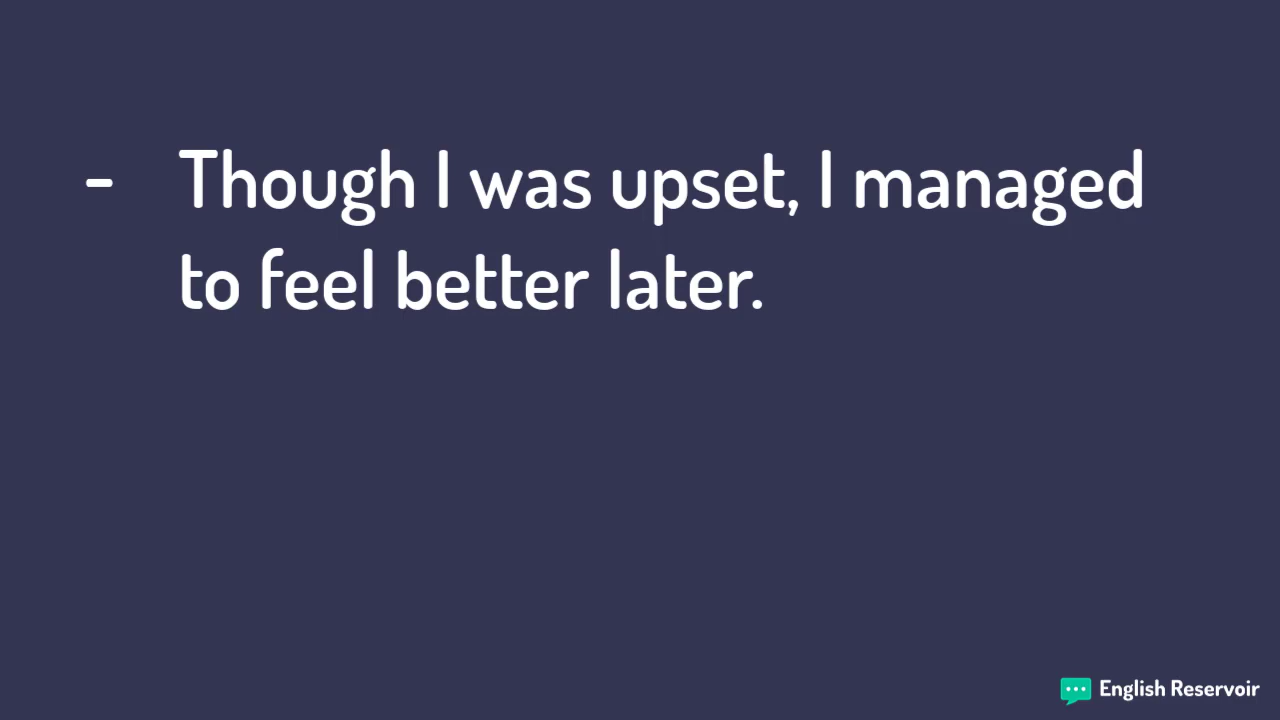 - Though I was upset, I managed
to feel better later.
English Reservoir